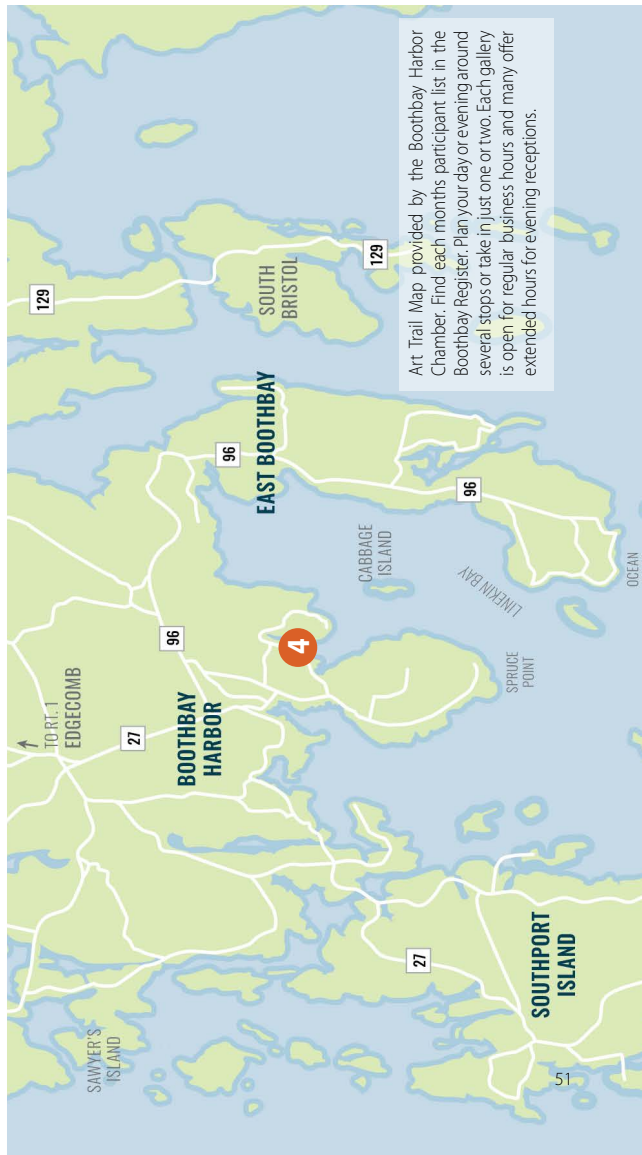 SAWYER'S
ISLAND
TO RT. 1
EDGECOMB
27
BOOTHBAY
HARBOR
96
4
96
EAST BOOTHBAY
129
SOUTH
BRISTOL
129
27
SOUTHPORT
ISLAND
CABBAGE
ISLAND
LINEKIN BAY
SPRUCE
POINT
96
OCEAN
Art Trail Map provided by the Boothbay Harbor
Chamber. Find each months participant list in the
Boothbay Register. Plan your day or evening around
several stops or take in just one or two. Each gallery
is open for regular business hours and many offer
extended hours for evening receptions.
51